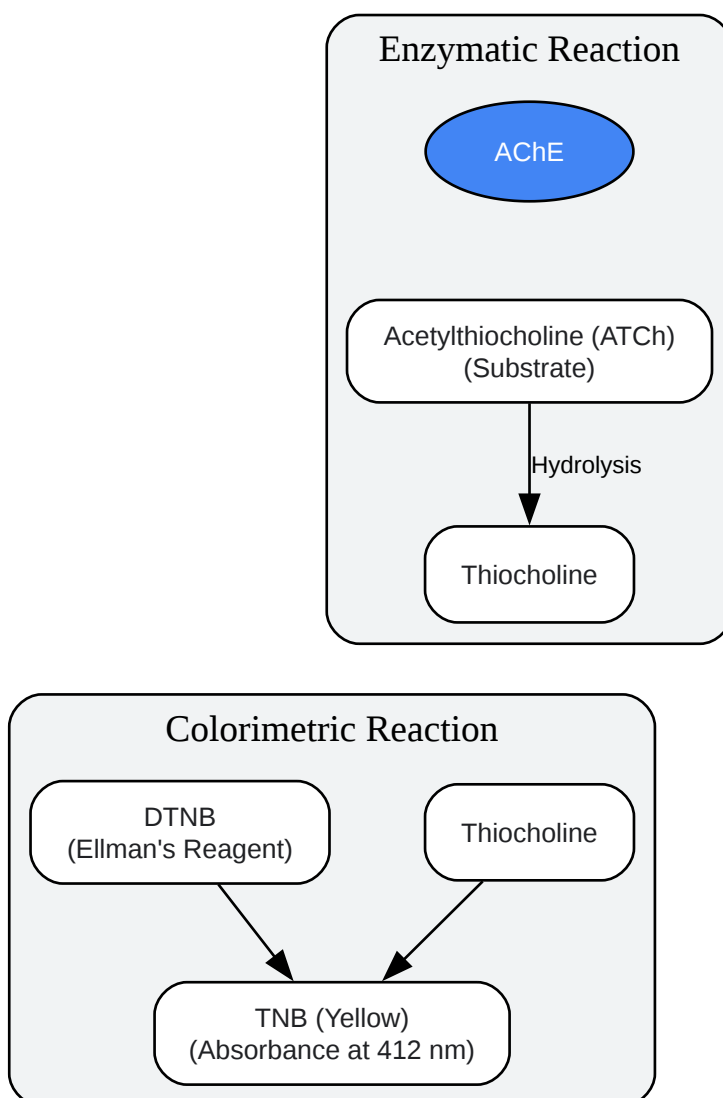 Enzymatic Reaction
AChE
Acetylthiocholine (ATCh)
(Substrate)
Hydrolysis
Thiocholine
Colorimetric Reaction
DTNB
(Ellman's Reagent)
Thiocholine
TNB (Yellow)
(Absorbance at 412 nm)